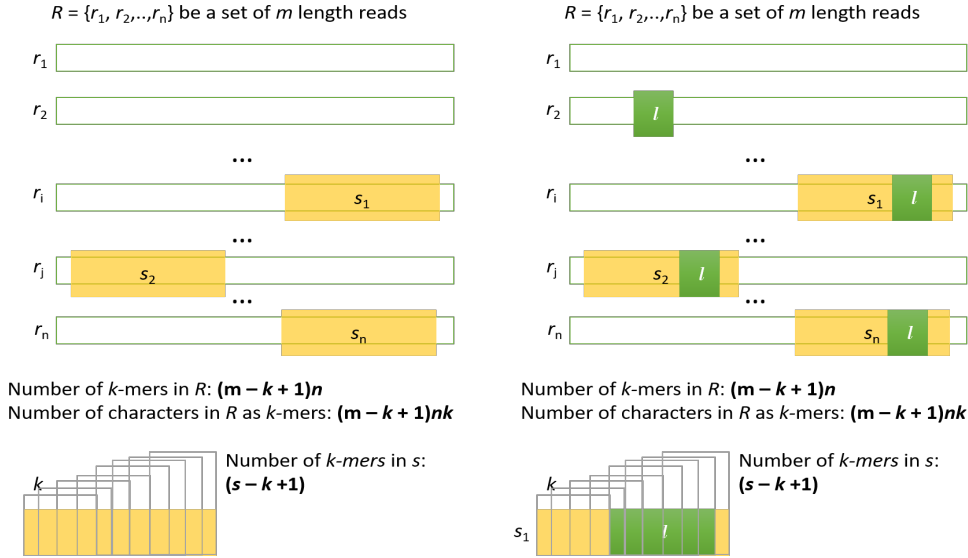 R = {r1, r2,..,rn} be a set of m length reads
r1
r2
...
ri
s1
...
rj
s2
...
rn
sn
Number of k-mers in R: (m – k + 1)n
Number of characters in R as k-mers: (m – k + 1)nk
k
Number of k-mers in s:
(s – k +1)
R = {r1, r2,..,rn} be a set of m length reads
r1
r2
l
...
ri
s1 l
...
rj
s2 l
...
rn
sn l
Number of k-mers in R: (m – k + 1)n
Number of characters in R as k-mers: (m – k + 1)nk
k
Number of k-mers in s:
(s – k +1)
s1
l